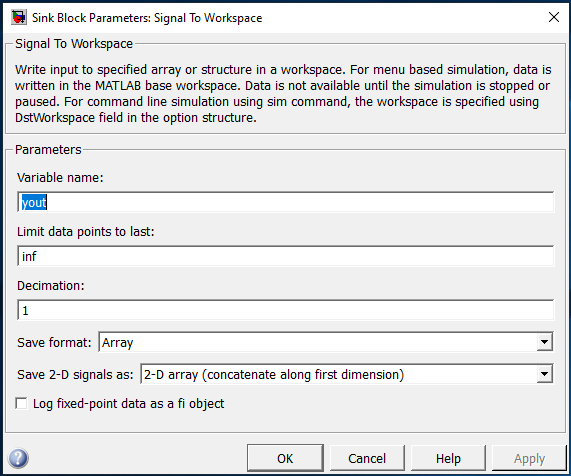 Sink Block Parameters: Signal To Workspace
Signal To Workspace
Write input to specified array or structure in a workspace. For menu based simulation, data is
written in the MATLAB base workspace. Data is not available until the simulation is stopped or
paused. For command line simulation using sim command, the workspace is specified using
DstWorkspace field in the option structure.
Parameters
Variable name:
yout
Limit data points to last:
inf
Decimation:
1
Save format: Array
Save 2-D signals as: 2-D array (concatenate along first dimension)
Log fixed-point data as a fi object
? OK Cancel Help Apply